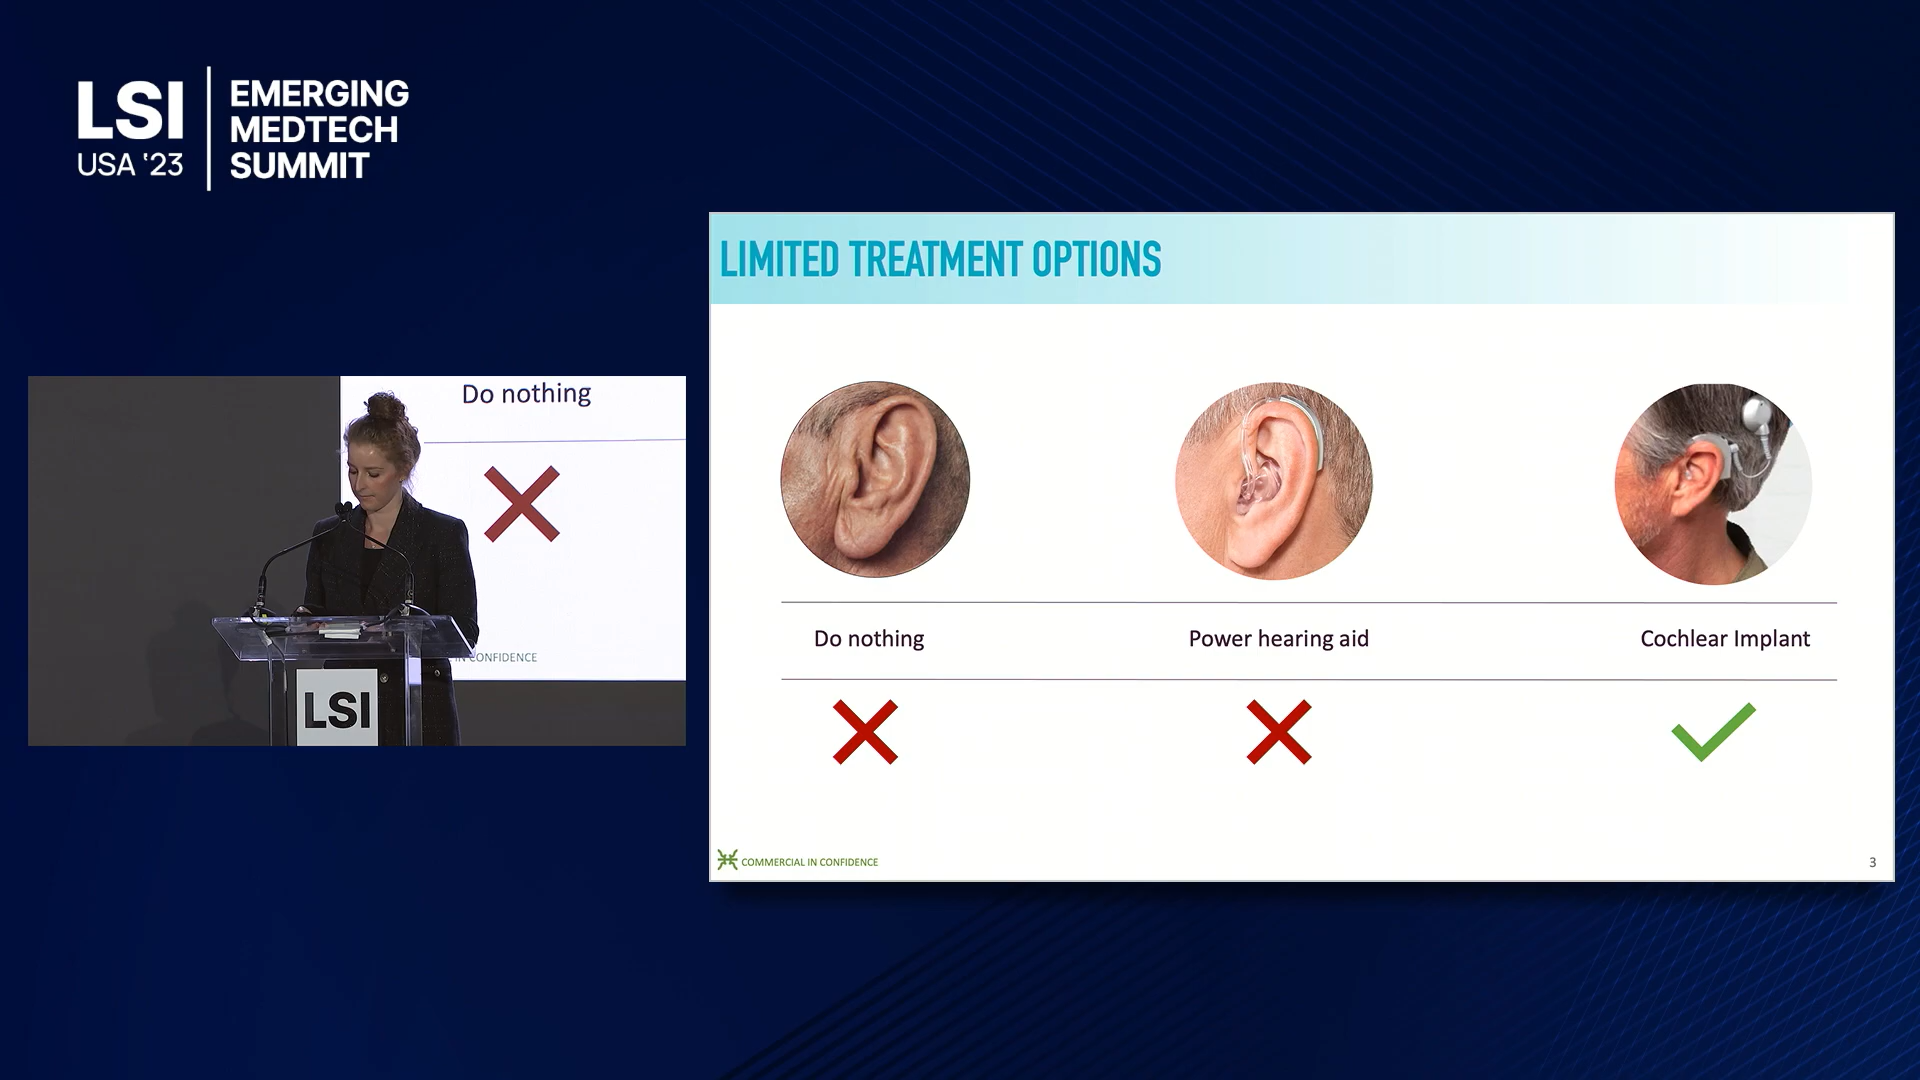 LSI
USA '23
EMERGING
MEDTECH
SUMMIT
LIMITED TREATMENT OPTIONS
Do nothing
Power hearing aid
Cochlear Implant
COMMERCIAL IN CONFIDENCE
3
Do nothing
IN CONFIDENCE
LSI